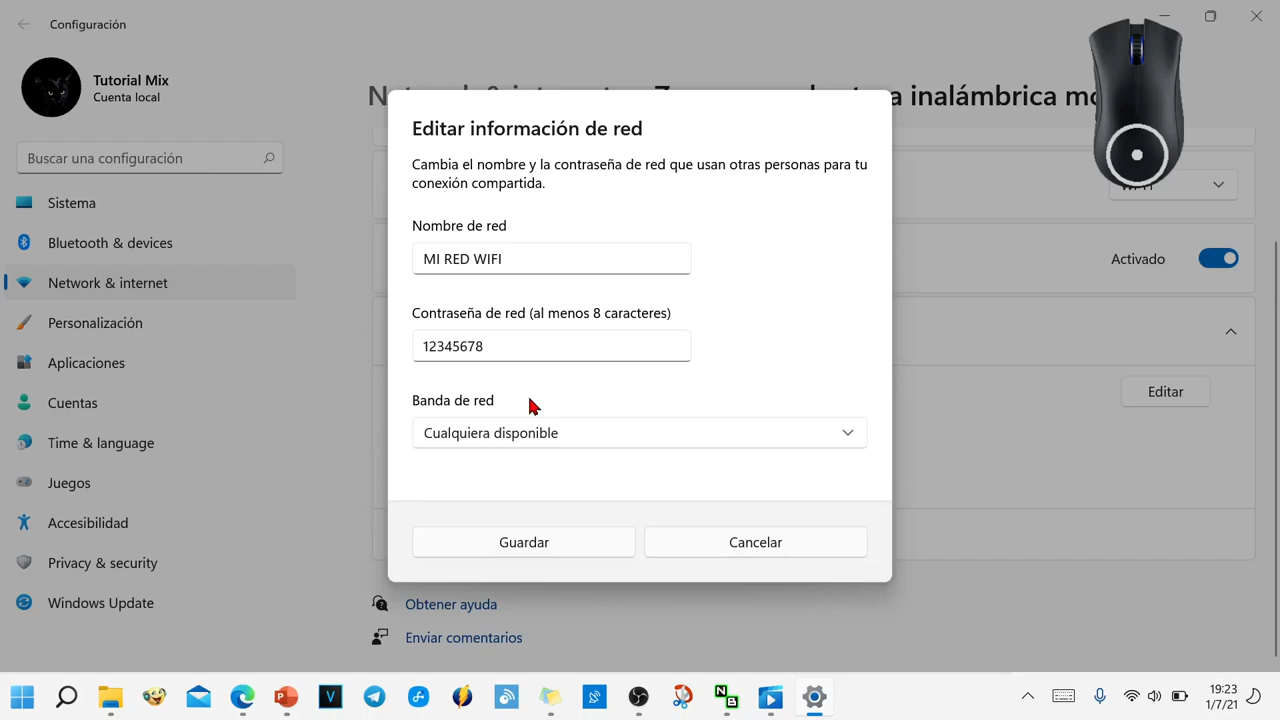 Configuración
Tutorial Mix
Cuenta local
Buscar una configuración
Sistema
Bluetooth & devices
Network & internet
Personalización
Aplicaciones
Cuentas
Time & language
Juegos
Accesibilidad
Privacy & security
Windows Update
inalámbrica
Editar información de red
Cambia el nombre y la contraseña de red que usan otras personas para tu
conexión compartida.
Nombre de red
MI RED WIFI
Contraseña de red (al menos 8 caracteres)
12345678
Banda de red
Cualquiera disponible
Guardar
Cancelar
Activado
Editar
Obtener ayuda
Enviar comentarios
19:23
1/7/21